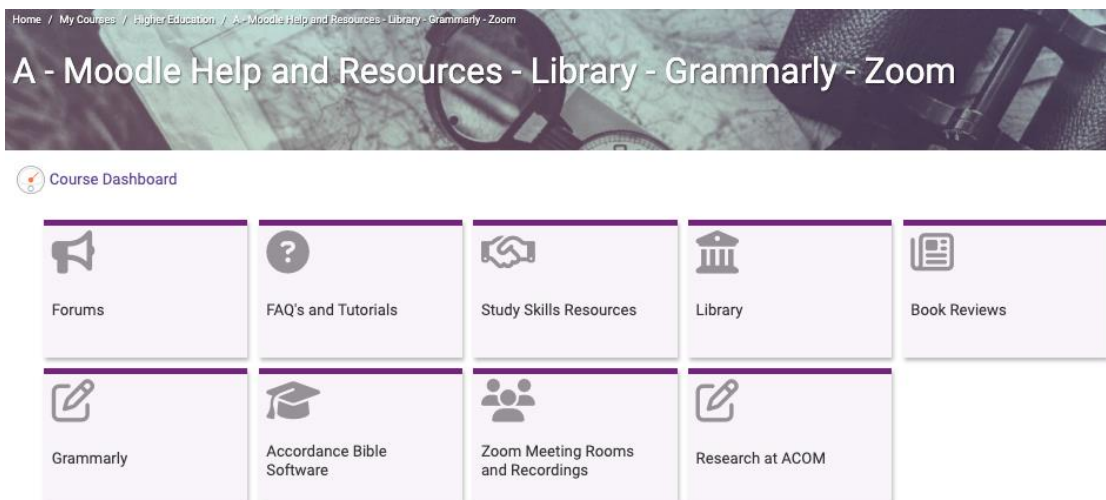 Home / My Courses / Higher Education / A - Moodle Help and Resources - Library - Grammarly - Zoom
A - Moodle Help and Resources - Library - Grammarly - Zoom
Course Dashboard
Forums
FAQ's and Tutorials
Study Skills Resources
Library
Book Reviews
Grammarly
Accordance Bible
Software
Zoom Meeting Rooms
and Recordings
Research at ACOM